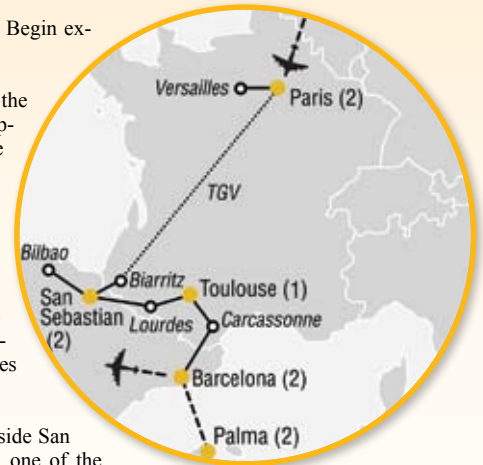 Begin ex-
the
p-
e
-
es
side San
one of the
Versailles
Paris (2)
TGV
Bilbao
Biarritz
San
Sebastian
(2)
Toulouse (1)
Lourdes
Carcassonne
Barcelona (2)
Palma (2)